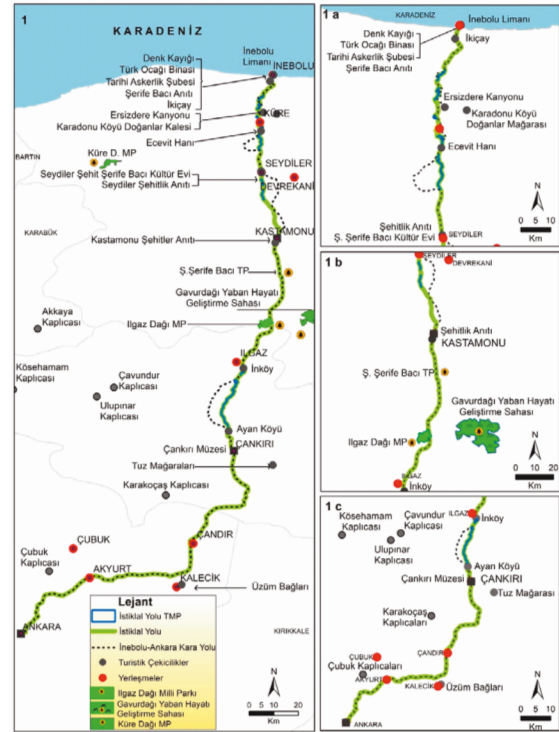 1
KARADENİZ
İnebolu
Limanı
İNEBOLU
Denk Kayığı
Türk Ocağı Binası
Tarihi Askerlik Şubesi
Şerife Bacı Anıtı
İkiçay
Ersizdere Kanyonu
KÜRE
Karadonu Köyü Doğanlar Kalesi
Ecevit Hanı
BARTIN
Küre D. MP
SEYDİLER
Seydiler Şehit Şerife Bacı Kültür Evi
Seydiler Şehitlik Anıtı
DEVREKANİ
KARABÜK
KASTAMONU
Kastamonu Şehitler Anıtı
Ş.Şerife Bacı TP
Gavurdağı Yaban Hayatı
Geliştirme Sahası
Akkaya
Kaplıcası
Ilgaz Dağı MP
ILGAZ
İnköy
Kösehamam
Kaplıcası
Çavundur
Kaplıcası
Ulupınar
Kaplıcası
Ayan Köyü
Çankırı Müzesi
ÇANKIRI
Tuz Mağaraları
Karakoçaş Kaplıcası
ÇUBUK
ÇANDIR
Çubuk
Kaplıcası
AKYURT
KALECİK
Üzüm Bağları
ANKARA
KIRIKKALE
Lejant
İstiklal Yolu TMP
İstiklal Yolu
İnebolu-Ankara Kara Yolu
Turistik Çekicilikler
Yerleşmeler
Ilgaz Dağı Milli Parkı
Gavurdağı Yaban Hayatı
Geliştirme Sahası
Küre Dağı MP
N
0 10 20
Km
1 a
KARADENİZ
İnebolu Limanı
Denk Kayığı
Türk Ocağı Binası
Tarihi Askerlik Şubesi
Şerife Bacı Anıtı
İkiçay
Ersizdere Kanyonu
Karadonu Köyü
Doğanlar Mağarası
Ecevit Hanı
Şehitlik Anıtı
Ş. Şerife Bacı Kültür Evi
SEYDİLER
N
0 5 10
Km
1 b
SEYDİLER
DEVREKANİ
Şehitlik Anıtı
KASTAMONU
Ş. Şerife Bacı TP
Gavurdağı Yaban Hayatı
Geliştirme Sahası
Ilgaz Dağı MP
ILGAZ
İnköy
N
0 10 20
Km
1 c
Kösehamam
Kaplıcası
Çavundur
Kaplıcası
ILGAZ
İnköy
Ulupınar
Kaplıcası
Ayan Köyü
Çankırı Müzesi
ÇANKIRI
Tuz Mağarası
Karakoçaş
Kaplıcaları
ÇUBUK
Çubuk Kaplıcaları
ÇANDIR
AKYURT
KALECİK
Üzüm Bağları
ANKARA
N
0 5 10
Km